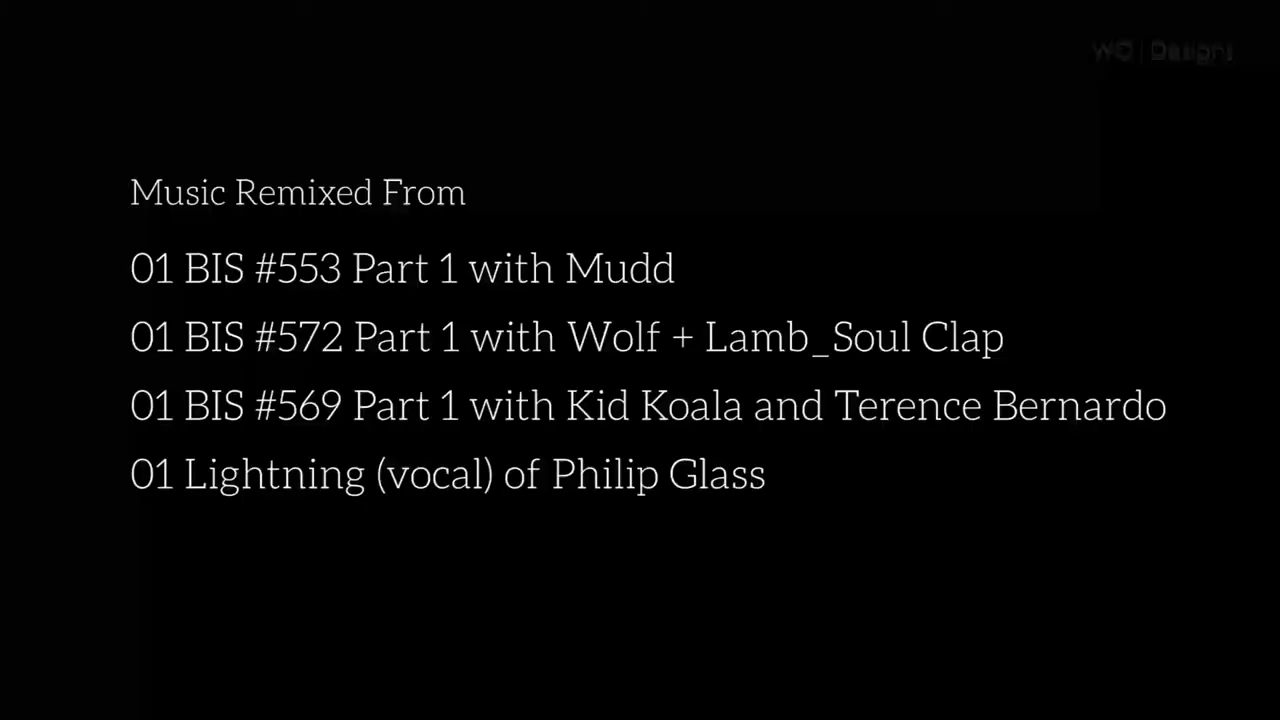 Music Remixed From
01 BIS #553 Part 1 with Mudd
01 BIS #572 Part 1 with Wolf + Lamb_Soul Clap
01 BIS #569 Part 1 with Kid Koala and Terence Bernardo
01 Lightning (vocal) of Philip Glass